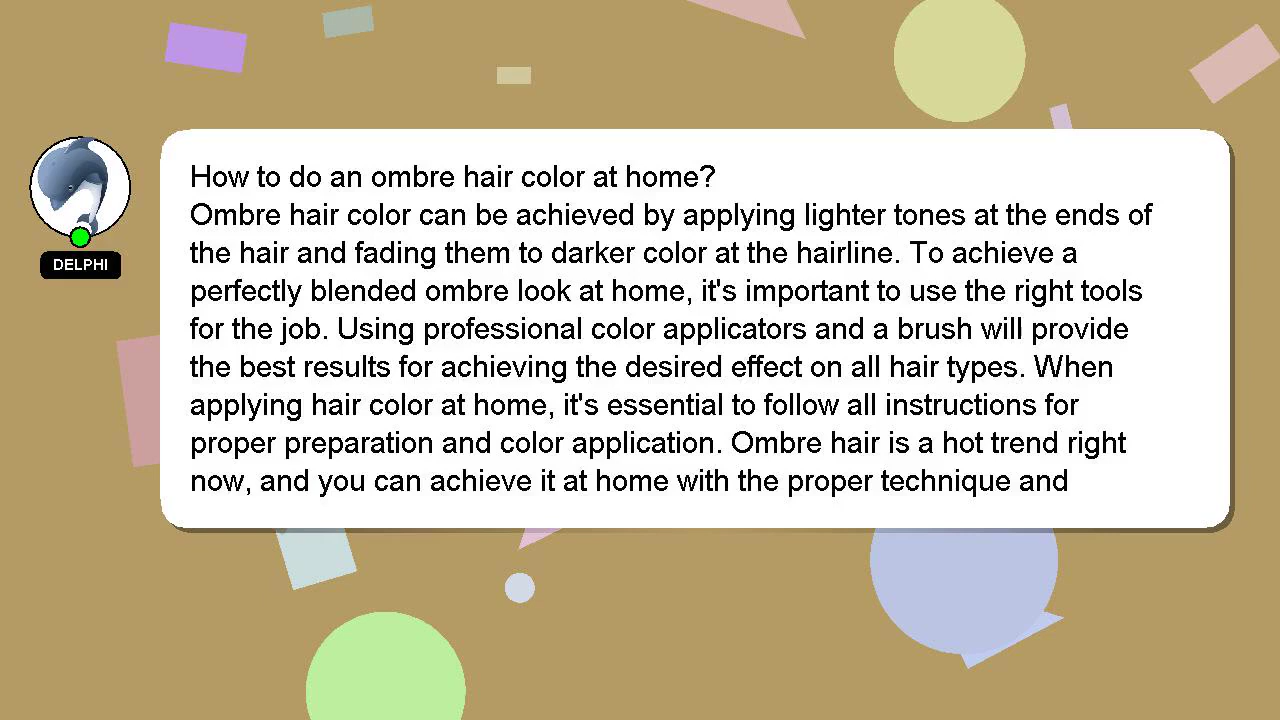 DELPHI
How to do an ombre hair color at home?
Ombre hair color can be achieved by applying lighter tones at the ends of
the hair and fading them to darker color at the hairline. To achieve a
perfectly blended ombre look at home, it's important to use the right tools
for the job. Using professional color applicators and a brush will provide
the best results for achieving the desired effect on all hair types. When
applying hair color at home, it's essential to follow all instructions for
proper preparation and color application. Ombre hair is a hot trend right
now, and you can achieve it at home with the proper technique and